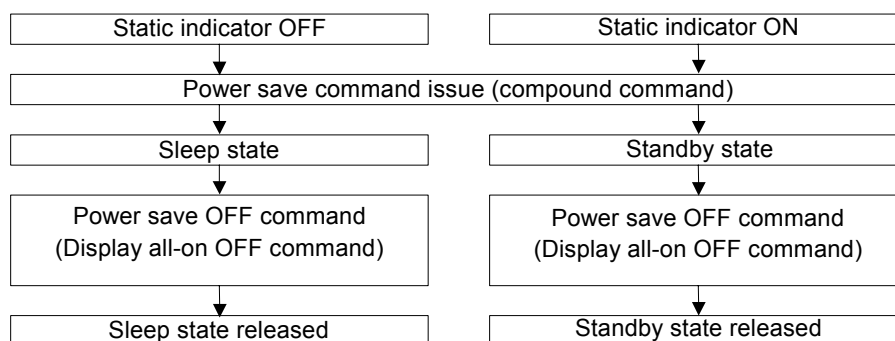 Static indicator OFF
Static indicator ON
Power save command issue (compound command)
Sleep state
Standby state
Power save OFF command
(Display all-on OFF command)
Power save OFF command
(Display all-on OFF command)
Sleep state released
Standby state released